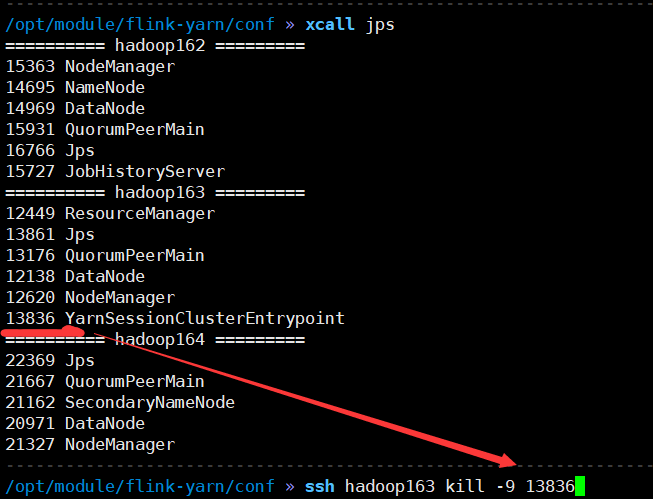 /opt/module/flink-yarn/conf » xcall jps
========== hadoop162 =========
15363 NodeManager
14695 NameNode
14969 DataNode
15931 QuorumPeerMain
16766 Jps
15727 JobHistoryServer
========== hadoop163 =========
12449 ResourceManager
13861 Jps
13176 QuorumPeerMain
12138 DataNode
12620 NodeManager
13836 YarnSessionClusterEntrypoint
========== hadoop164 =========
22369 Jps
21667 QuorumPeerMain
21162 SecondaryNameNode
20971 DataNode
21327 NodeManager
/opt/module/flink-yarn/conf » ssh hadoop163 kill -9 13836